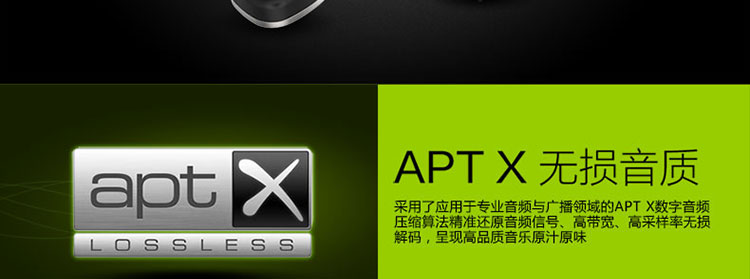 apt X
LOSSLESS
APT X 无损音质
采用了应用于专业音频与广播领域的APT X数字音频
压缩算法精准还原音频信号、高带宽、高采样率无损
解码，呈现高品质音乐原汁原味